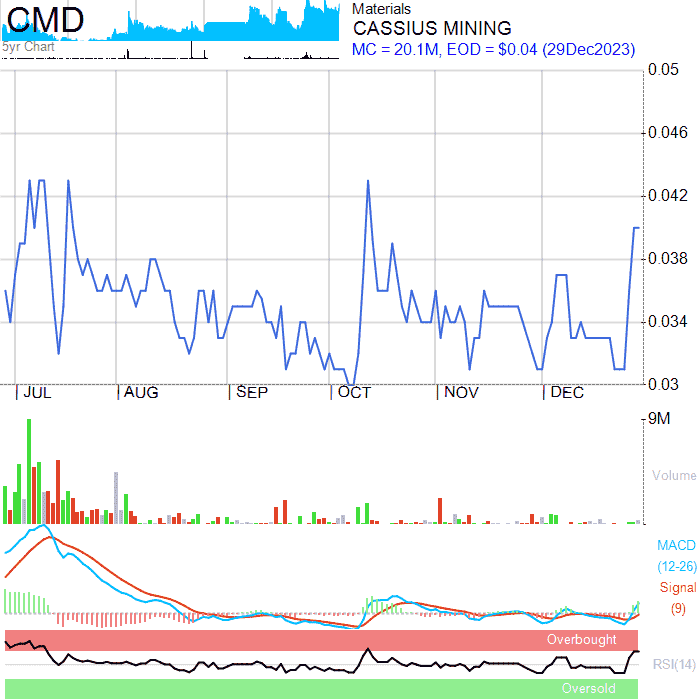 CMD
5yr Chart
Materials
CASSIUS MINING
MC = 20.1M, EOD = $0.04 (29Dec2023)
0.05
0.046
0.042
0.038
0.034
0.03
JUL AUG SEP OCT NOV DEC
9M
Volume
MACD
(12-26)
Signal
(9)
Overbought
RSI(14)
Oversold